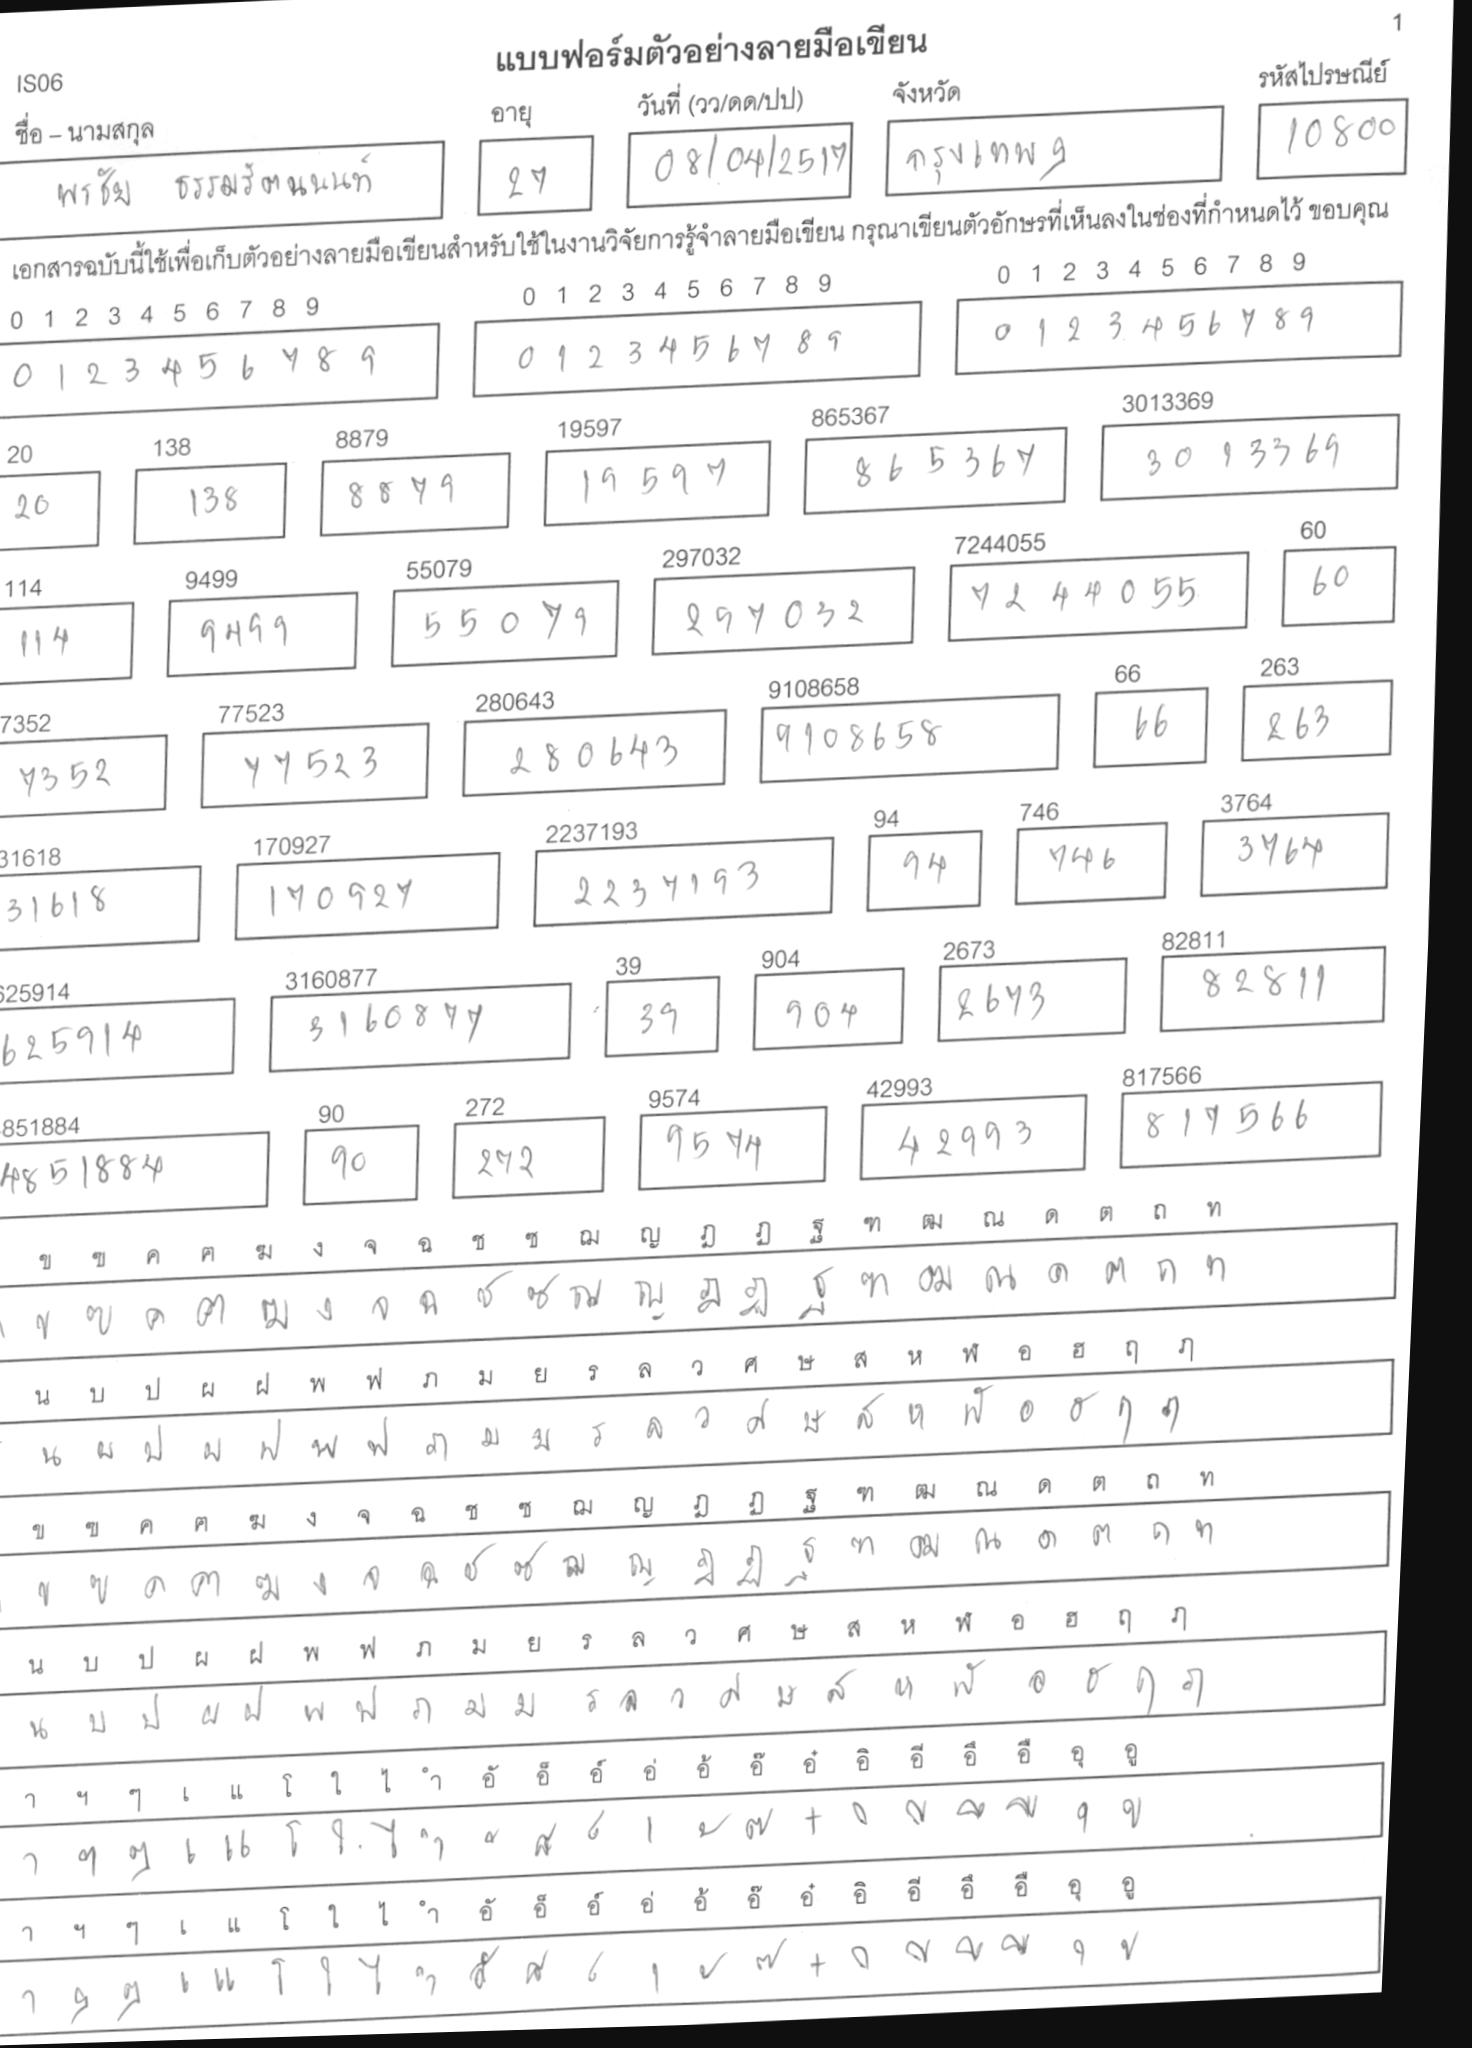 1
แบบฟอร์มตัวอย่างลายมือเขียน
IS06
ชื่อ – นามสกุล อายุ วันที่ (วว/ดด/ปป) จังหวัด รหัสไปรษณีย์
พรชัย ธรรมรัตนนนท์ 27 08/04/2517 กรุงเทพฯ 10800
เอกสารฉบับนี้ใช้เพื่อเก็บตัวอย่างลายมือเขียนสำหรับใช้ในงานวิจัยการรู้จำลายมือเขียน กรุณาเขียนตัวอักษรที่เห็นลงในช่องที่กำหนดไว้ ขอบคุณ
0 1 2 3 4 5 6 7 8 9 0 1 2 3 4 5 6 7 8 9 0 1 2 3 4 5 6 7 8 9
0 1 2 3 4 5 6 7 8 9 0 1 2 3 4 5 6 7 8 9 0 1 2 3 4 5 6 7 8 9
20 138 8879 19597 865367 3013369
20 138 8879 19597 865367 3013369
114 9499 55079 297032 7244055 60
114 9499 55079 297032 7244055 60
7352 77523 280643 9108658 66 263
7352 77523 280643 9108658 66 263
31618 170927 2237193 94 746 3764
31618 170927 2237193 94 746 3764
625914 3160877 39 904 2673 82811
625914 3160877 39 904 2673 82811
851884 90 272 9574 42993 817566
4851884 90 272 9574 42993 817566
ข ฃ ค ฅ ฆ ง จ ฉ ช ซ ฌ ญ ฎ ฏ ฐ ฑ ฒ ณ ด ต ถ ท
ข ฃ ค ฅ ฆ ง จ ฉ ช ซ ฌ ญ ฎ ฏ ฐ ฑ ฒ ณ ด ต ถ ท
น บ ป ผ ฝ พ ฟ ภ ม ย ร ล ว ศ ษ ส ห ฬ อ ฮ ฤ ฦ
น ผ ป ผ ฝ พ ฟ ภ ม ย ร ล ว ศ ษ ส ห ฬ อ ฮ ฤ ฦ
ข ฃ ค ฅ ฆ ง จ ฉ ช ซ ฌ ญ ฎ ฏ ฐ ฑ ฒ ณ ด ต ถ ท
ข ฃ ค ฅ ฆ ง จ ฉ ช ซ ฌ ญ ฎ ฏ ฐ ฑ ฒ ณ ด ต ถ ท
น บ ป ผ ฝ พ ฟ ภ ม ย ร ล ว ศ ษ ส ห ฬ อ ฮ ฤ ฦ
น บ ป ผ ฝ พ ฟ ภ ม ย ร ล ว ศ ษ ส ห ฬ อ ฮ ฤ ฦ
า ฯ ๆ เ แ โ ใ ไ ำ อั อ็ อ์ อ่ อ้ อ๊ อ๋ อิ อี อึ อื อุ อู
า ฯ ๆ เ แ โ ใ ไ ำ ั ็ ์ ่ ้ ๊ ๋ ิ ี ึ ื ุ ู
า ฯ ๆ เ แ โ ใ ไ ำ อั อ็ อ์ อ่ อ้ อ๊ อ๋ อิ อี อึ อื อุ อู
า ฯ ๆ เ แ โ ใ ไ ำ ั ็ ์ ่ ้ ๊ ๋ ิ ี ึ ื ุ ู